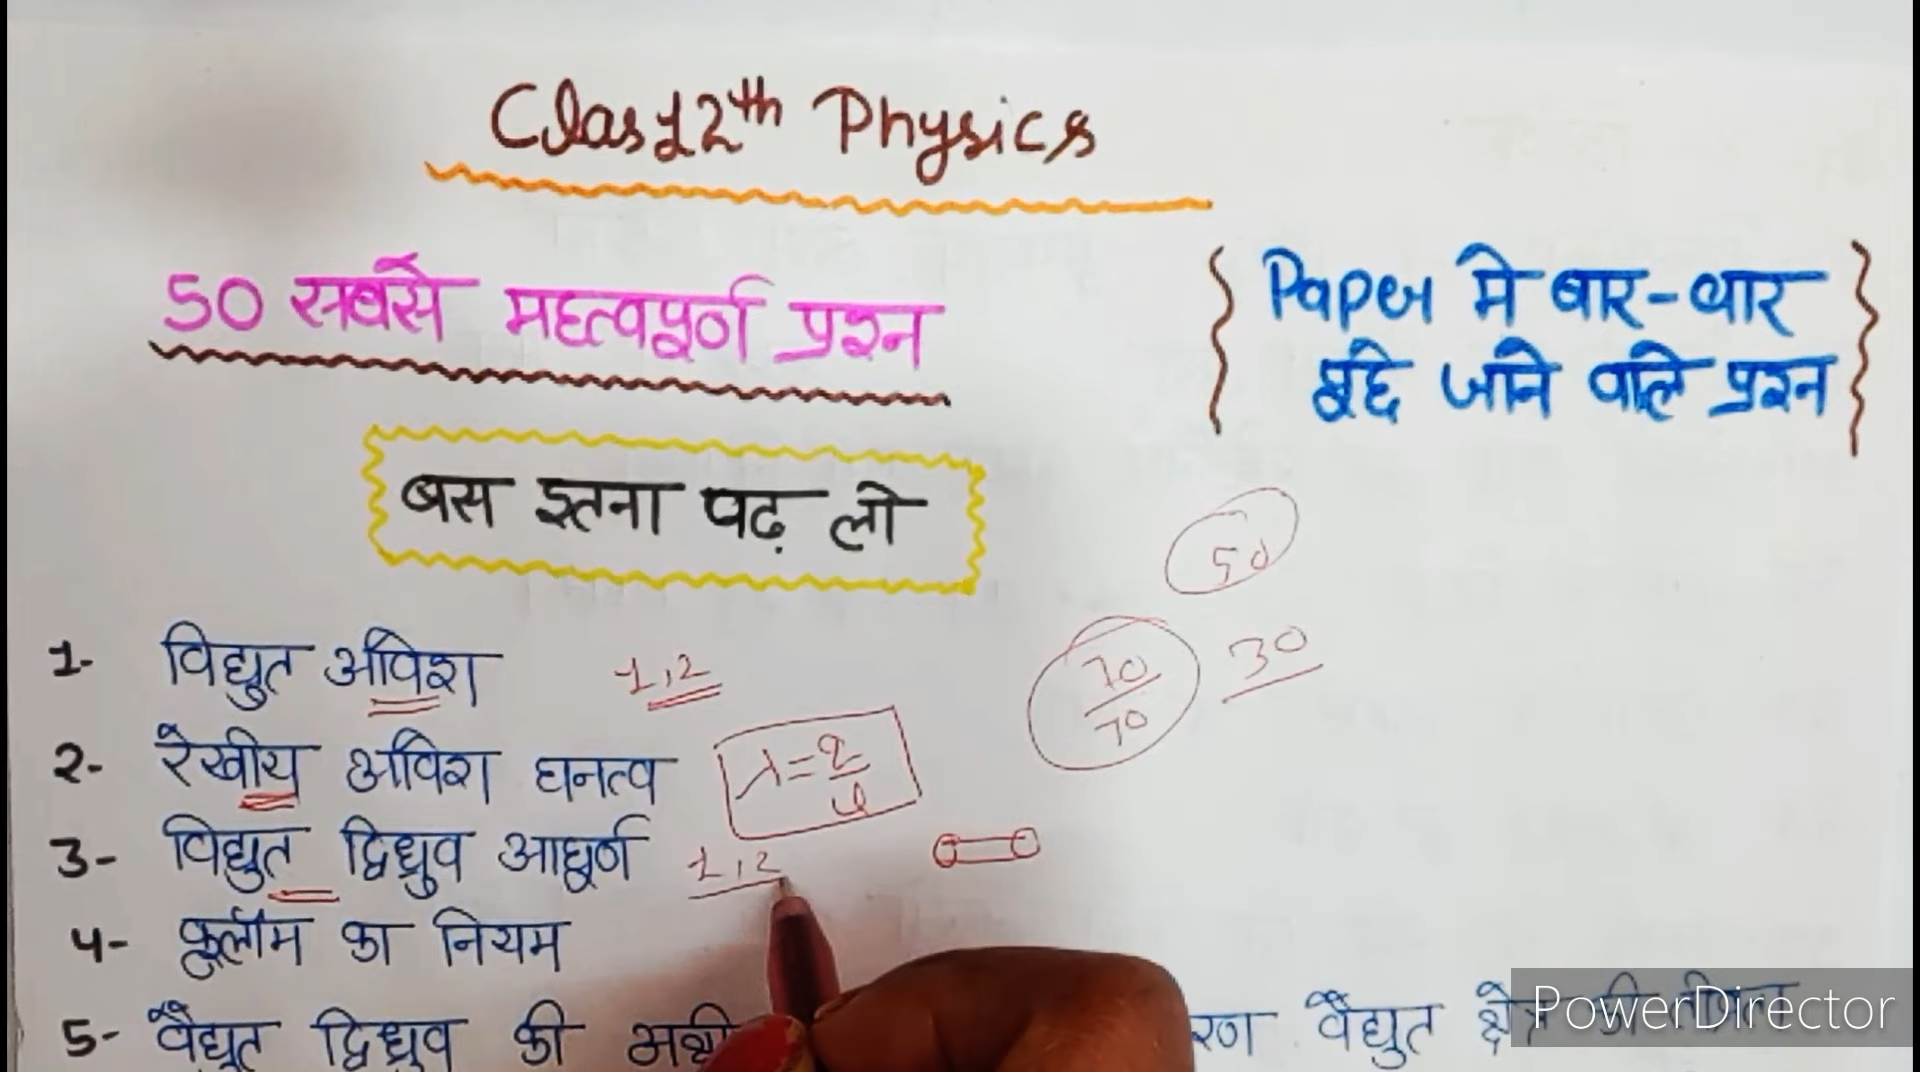 Class 12th Physics
50 सबसे महत्वपूर्ण प्रश्न
{ Paper मे बार-बार
पूछे जाने वाले प्रश्न }
बस इतना पढ़ लो
50
1- विद्युत आवेश 1,2
70/70 30
2- रेखीय आवेश घनत्व λ=q/l
3- विद्युत द्विध्रुव आघूर्ण 1,2
4- कूलॉम का नियम
5- वैद्युत द्विध्रुव की वैद्युत
PowerDirector